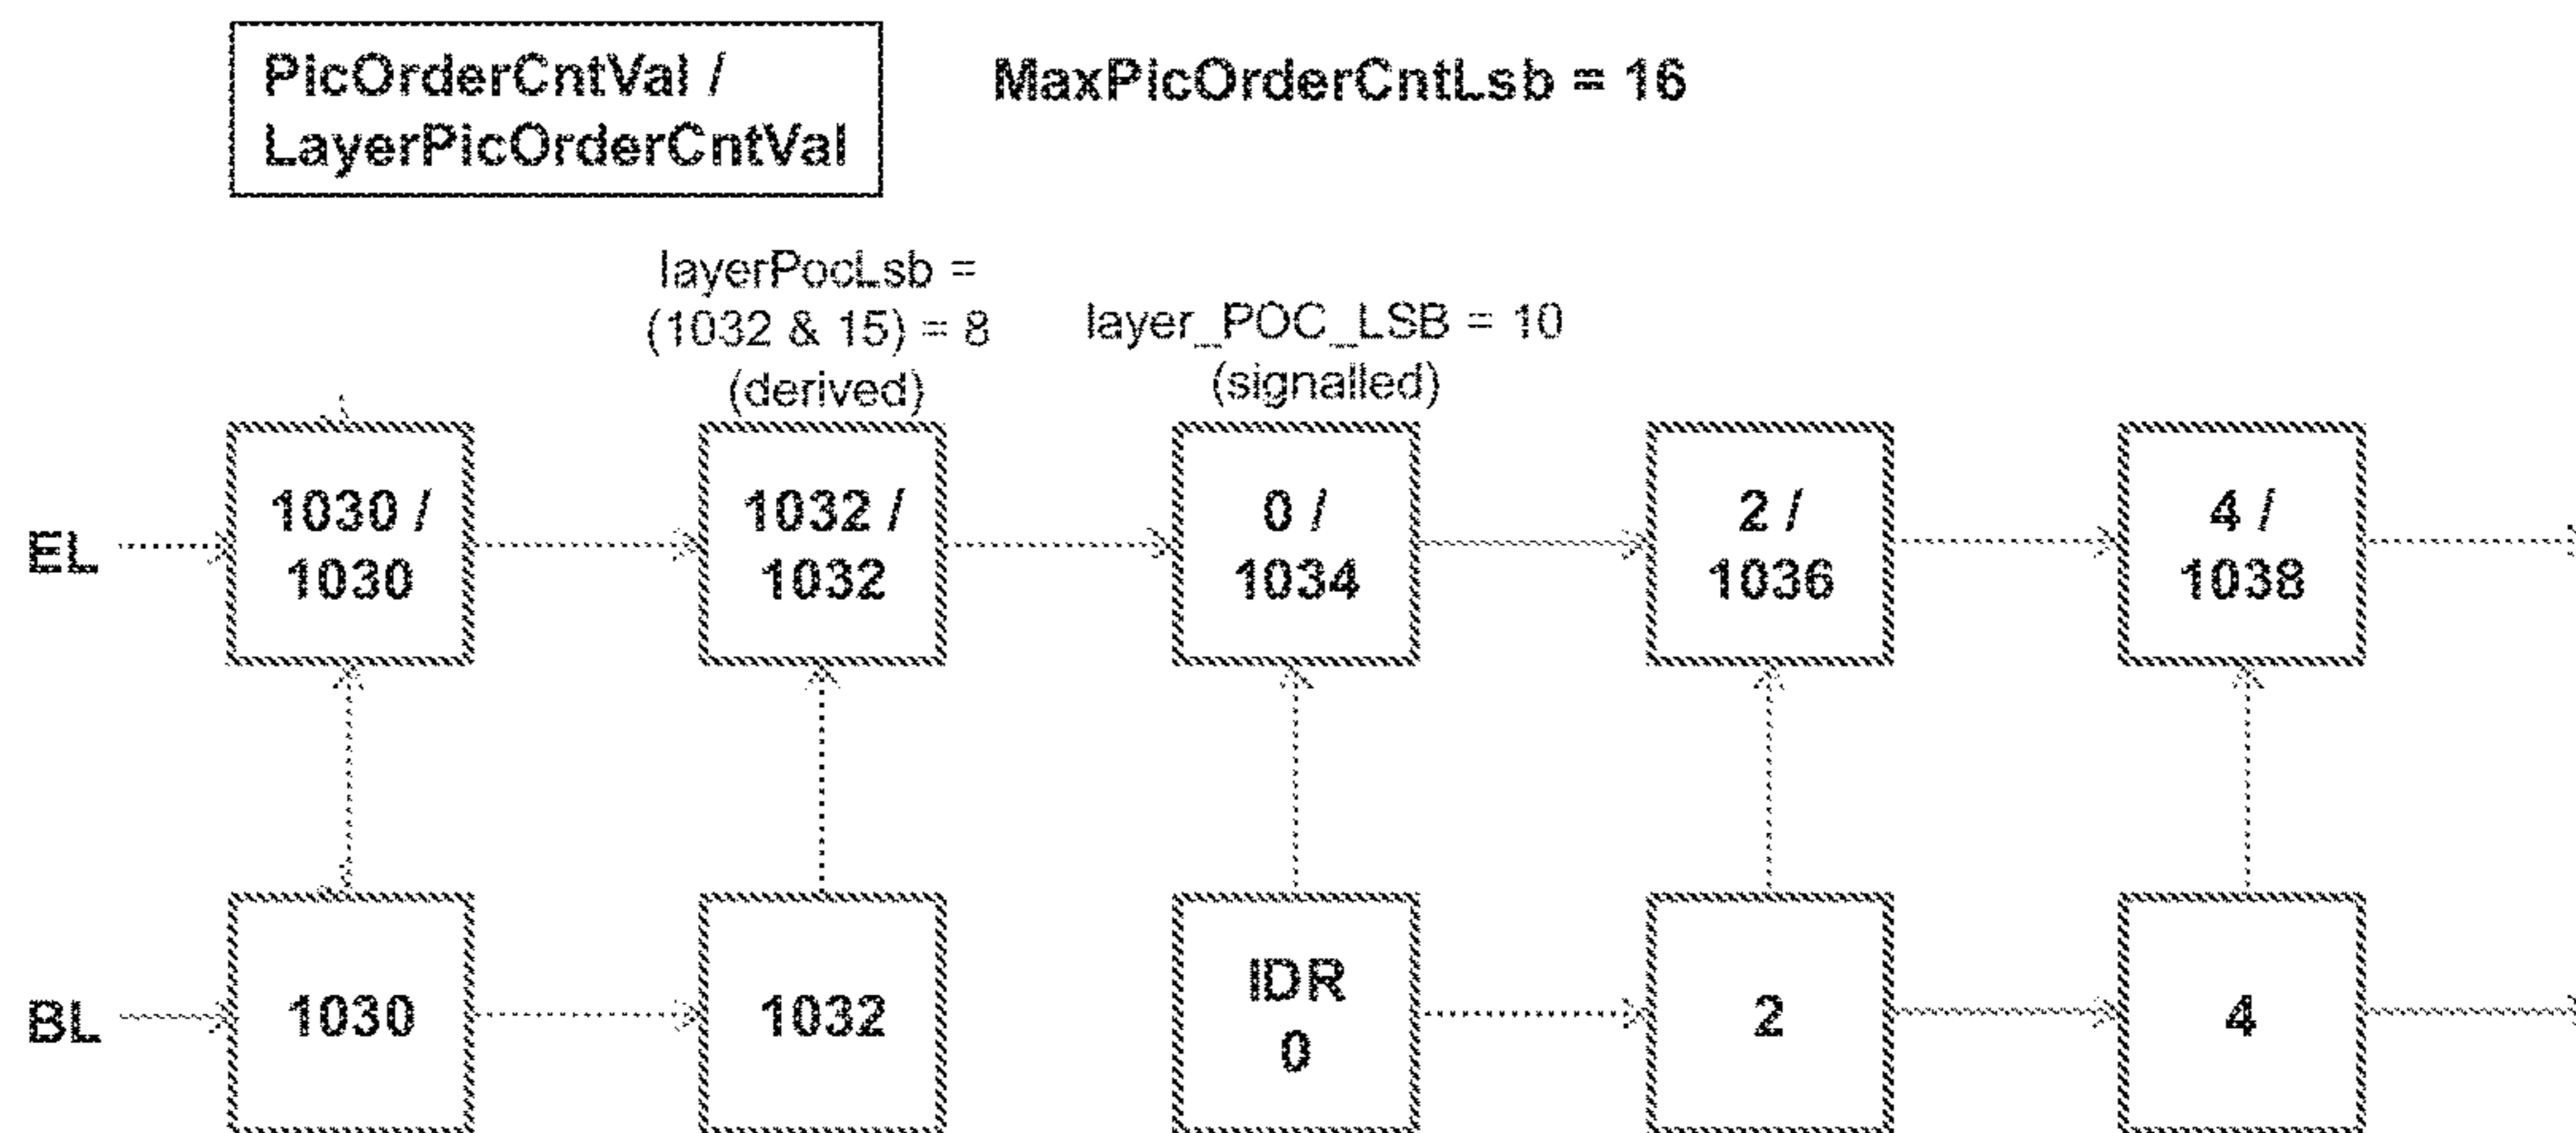 PicOrderCntVal /
LayerPicOrderCntVal
MaxPicOrderCntLsb = 16
layerPocLsb =
(1032 & 15) = 8
(derived)
layer_POC_LSB = 10
(signalled)
EL
1030 /
1030
1032 /
1032
0 /
1034
2 /
1036
4 /
1038
BL
1030
1032
IDR
0
2
4